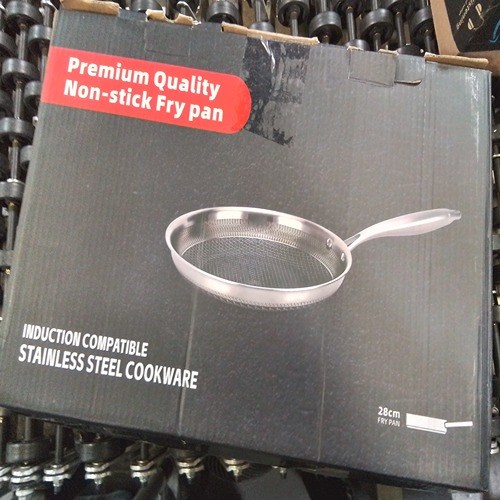 Premium Quality
Non-stick Fry pan
INDUCTION COMPATIBLE
STAINLESS STEEL COOKWARE
28cm
FRY PAN